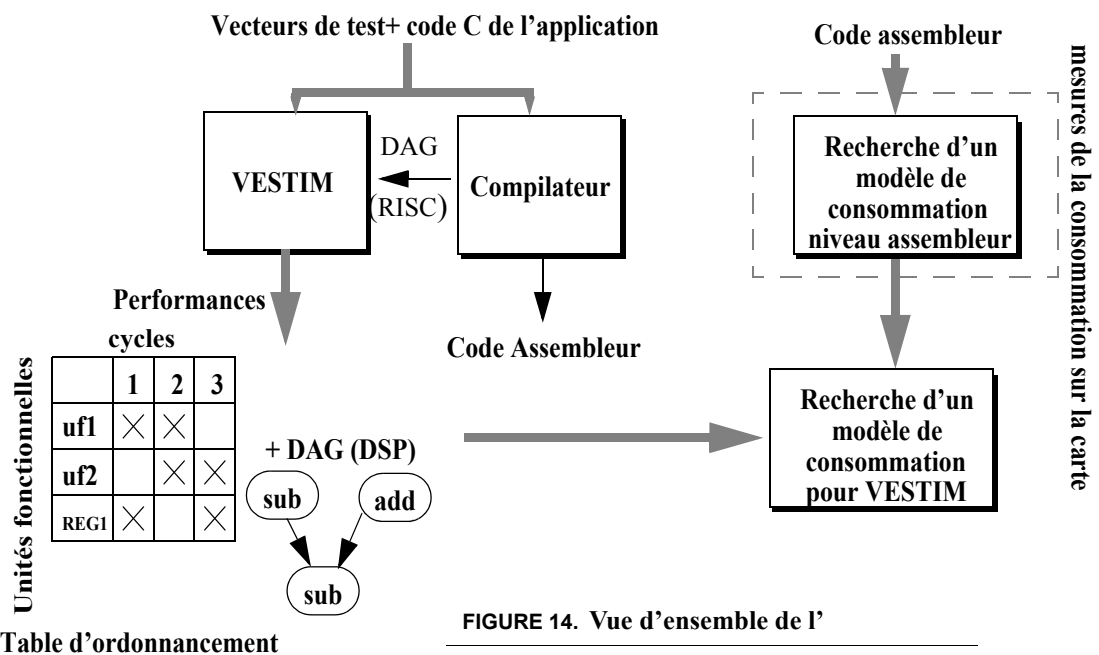 Vecteurs de test+ code C de l'application
VESTIM
DAG
(RISC)
Compilateur
Performances
cycles
Unités fonctionnelles
1 2 3
uf1 × ×
uf2 × ×
REG1 × ×
Table d'ordonnancement
+ DAG (DSP)
sub
add
sub
Code Assembleur
Code assembleur
Recherche d'un
modèle de
consommation
niveau assembleur
mesures de la consommation sur la carte
Recherche d'un
modèle de
consommation
pour VESTIM
FIGURE 14. Vue d'ensemble de l'